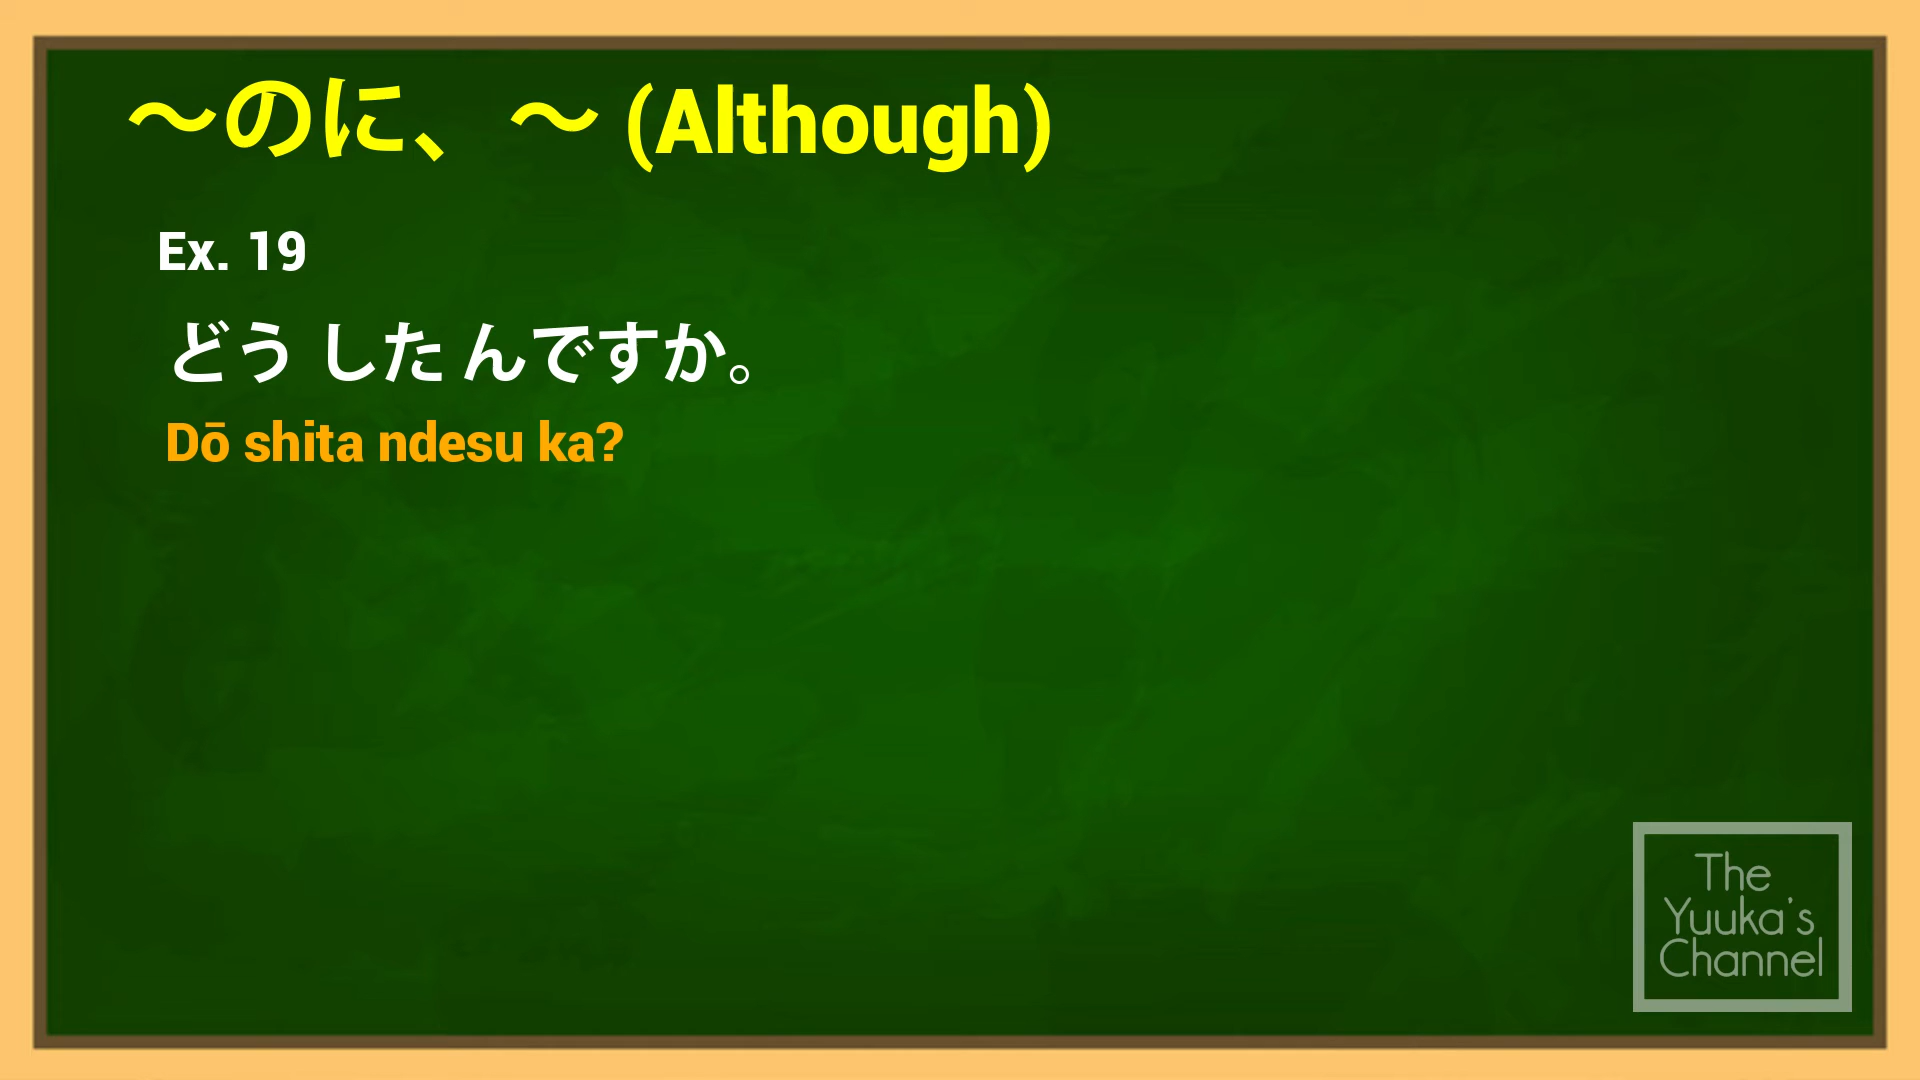 〜のに、〜 (Although)
Ex. 19
どう した んですか。
Dō shita ndesu ka?
The
Yuuka's
Channel